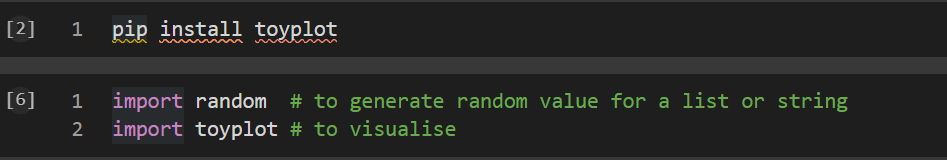 [2] 1 pip install toyplot
[6] 1 import random # to generate random value for a list or string
2 import toyplot # to visualise